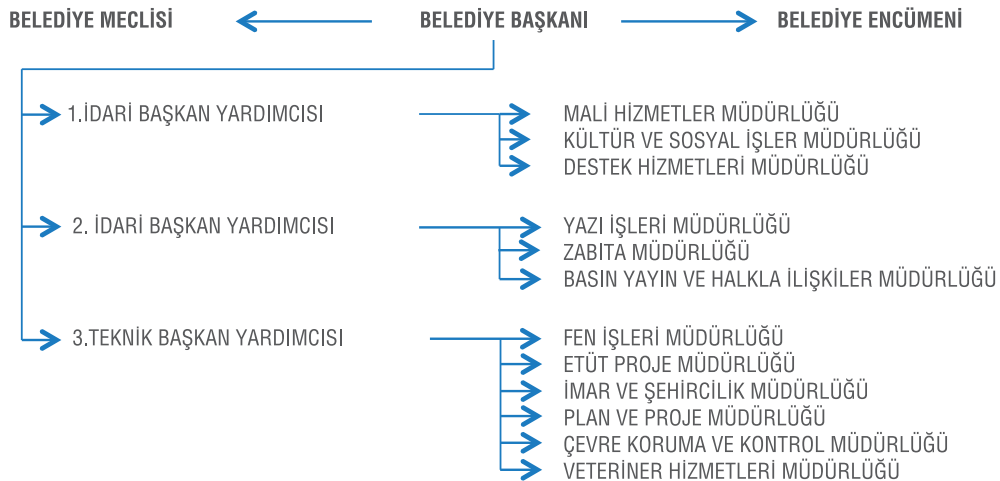 BELEDİYE MECLİSİ BELEDİYE BAŞKANI BELEDİYE ENCÜMENİ
1.İDARİ BAŞKAN YARDIMCISI
MALİ HİZMETLER MÜDÜRLÜĞÜ
KÜLTÜR VE SOSYAL İŞLER MÜDÜRLÜĞÜ
DESTEK HİZMETLERİ MÜDÜRLÜĞÜ
2. İDARİ BAŞKAN YARDIMCISI
YAZI İŞLERİ MÜDÜRLÜĞÜ
ZABITA MÜDÜRLÜĞÜ
BASIN YAYIN VE HALKLA İLİŞKİLER MÜDÜRLÜĞÜ
3.TEKNİK BAŞKAN YARDIMCISI
FEN İŞLERİ MÜDÜRLÜĞÜ
ETÜT PROJE MÜDÜRLÜĞÜ
İMAR VE ŞEHİRCİLİK MÜDÜRLÜĞÜ
PLAN VE PROJE MÜDÜRLÜĞÜ
ÇEVRE KORUMA VE KONTROL MÜDÜRLÜĞÜ
VETERİNER HİZMETLERİ MÜDÜRLÜĞÜ